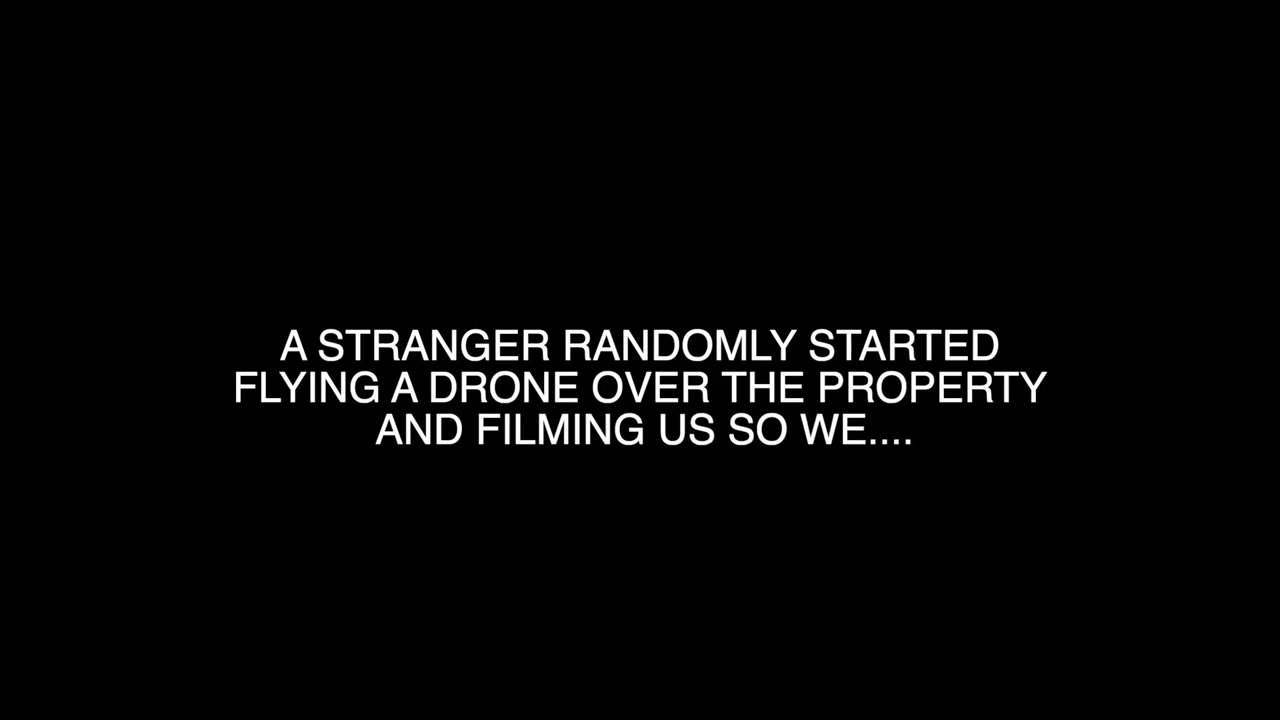 A STRANGER RANDOMLY STARTED
FLYING A DRONE OVER THE PROPERTY
AND FILMING US SO WE....